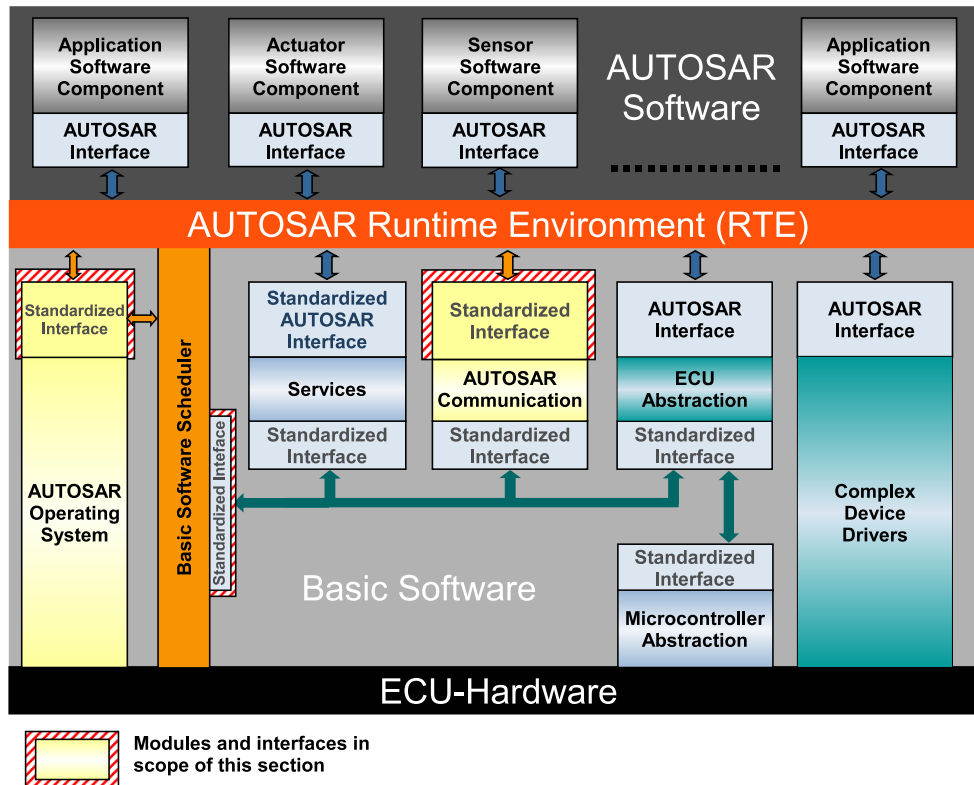 Application
Software
Component
AUTOSAR
Interface
Actuator
Software
Component
AUTOSAR
Interface
Sensor
Software
Component
AUTOSAR
Interface
AUTOSAR
Software
Application
Software
Component
AUTOSAR
Interface
AUTOSAR Runtime Environment (RTE)
Standardized
Interface
AUTOSAR
Operating
System
Basic Software Scheduler
Standardized Inteface
Standardized
AUTOSAR
Interface
Services
Standardized
Interface
Standardized
Interface
AUTOSAR
Communication
Standardized
Interface
AUTOSAR
Interface
ECU
Abstraction
Standardized
Interface
Standardized
Interface
Microcontroller
Abstraction
AUTOSAR
Interface
Complex
Device
Drivers
Basic Software
ECU-Hardware
Modules and interfaces in
scope of this section